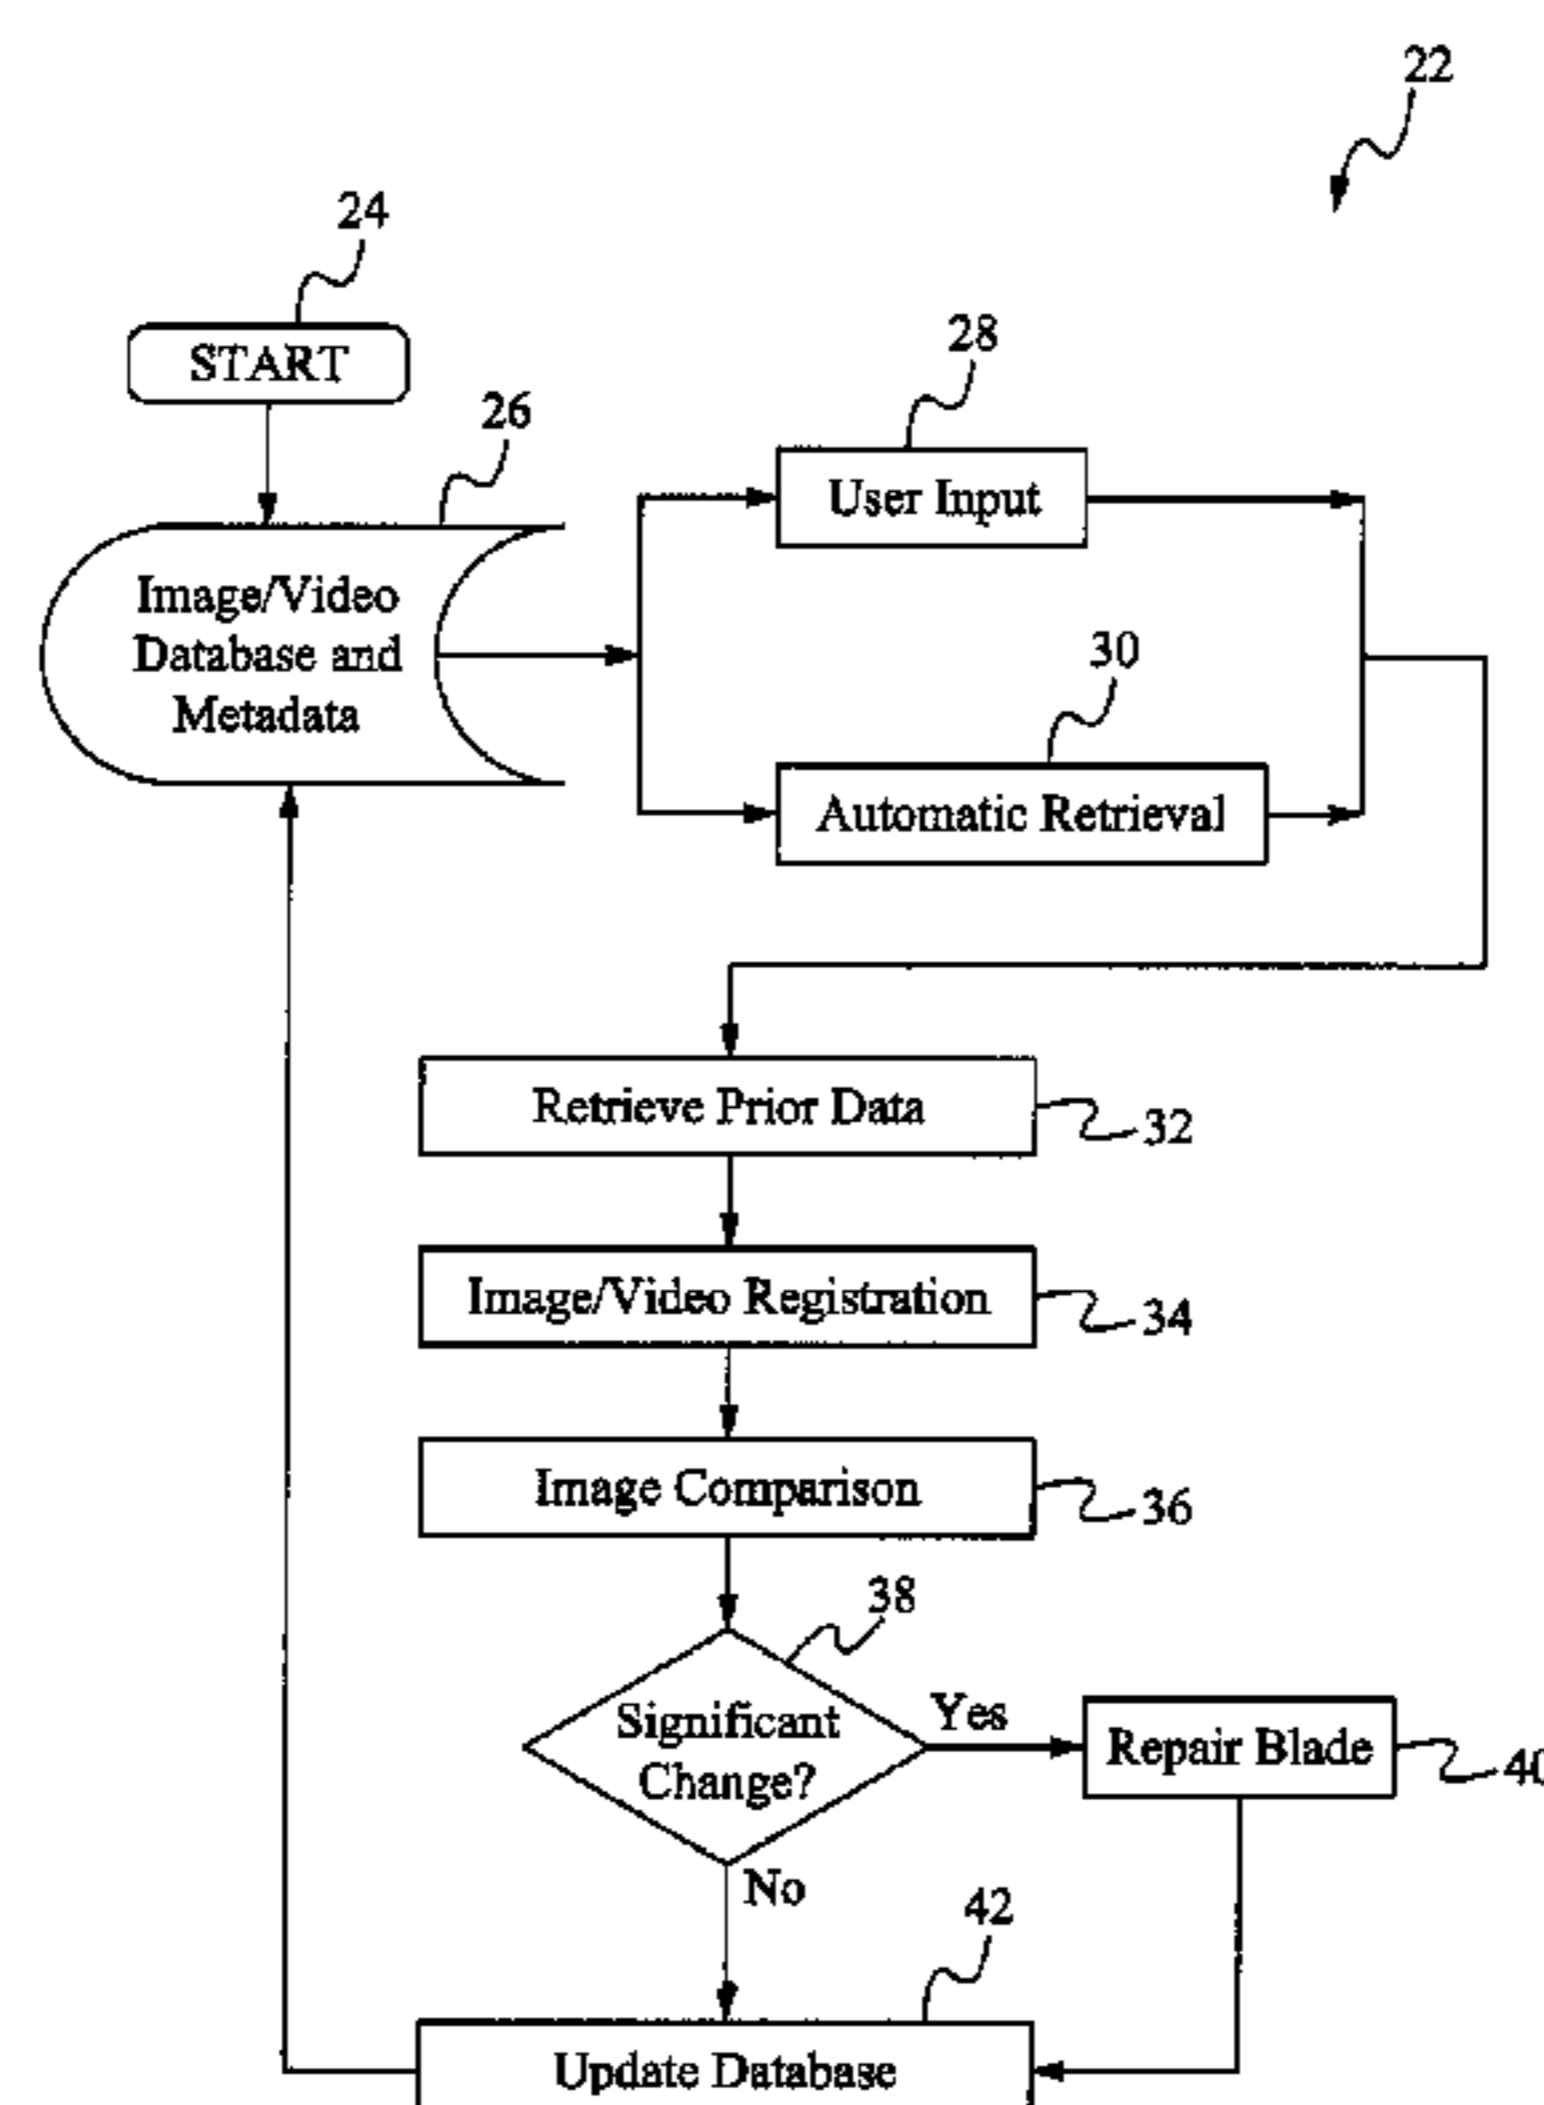 22
24
START
26
28
User Input
Image/Video
Database and
Metadata
30
Automatic Retrieval
Retrieve Prior Data
32
Image/Video Registration
34
Image Comparison
36
38
Significant
Change?
Yes
Repair Blade
40
No
42
Update Database